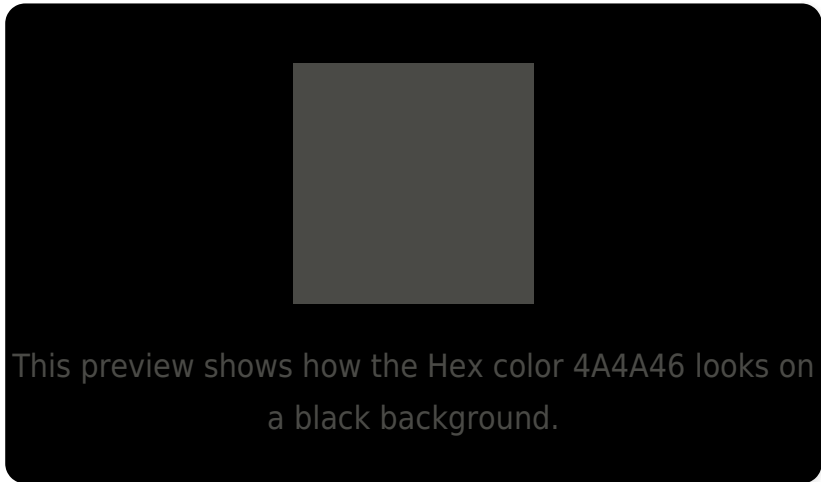 This preview shows how the Hex color 4A4A46 looks on
a black background.